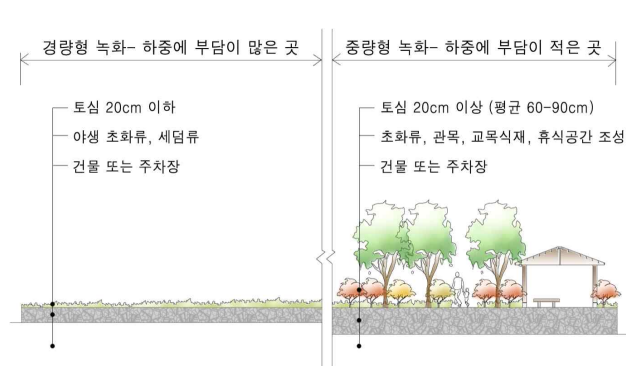 경량형 녹화- 하중에 부담이 많은 곳
토심 20cm 이하
야생 초화류, 세덤류
건물 또는 주차장
중량형 녹화- 하중에 부담이 적은 곳
토심 20cm 이상 (평균 60-90cm)
초화류, 관목, 교목식재, 휴식공간 조성
건물 또는 주차장